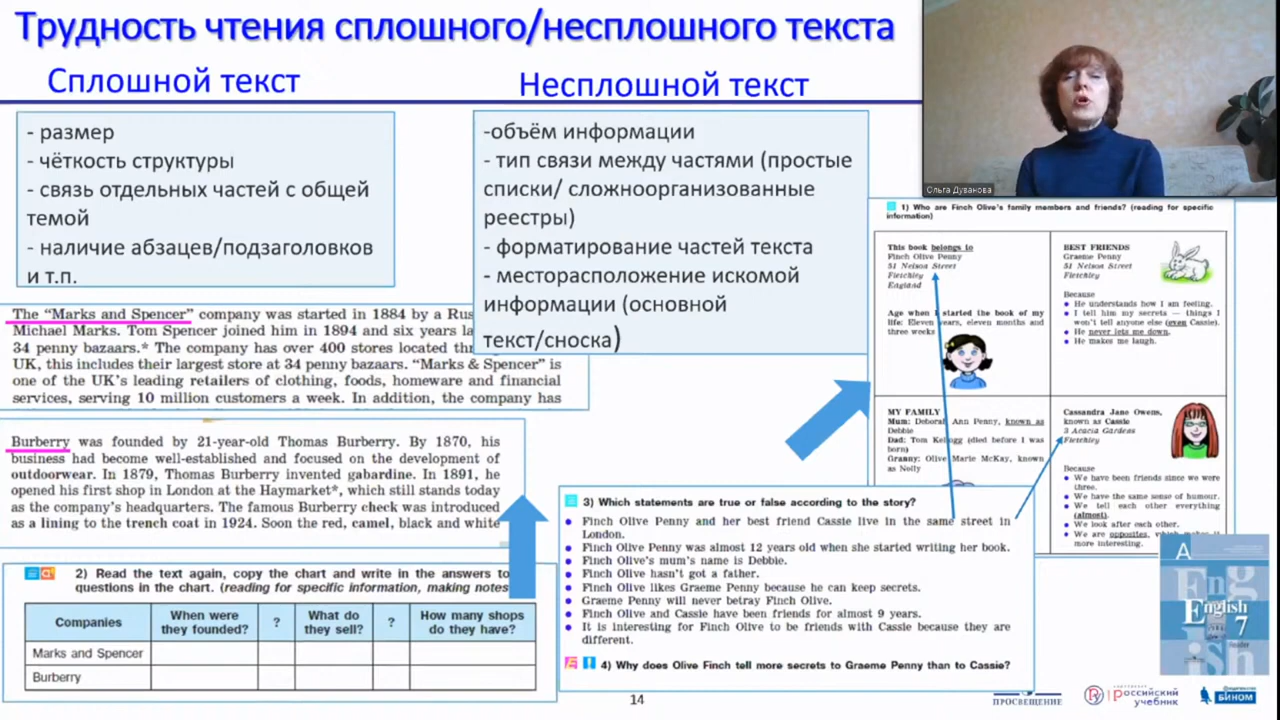 Трудность чтения сплошного/несплошного текста
Сплошной текст
Несплошной текст
- размер
- чёткость структуры
- связь отдельных частей с общей
темой
- наличие абзацев/подзаголовков
и т.п.
-объём информации
- тип связи между частями (простые
списки/ сложноорганизованные
реестры)
- форматирование частей текста
- месторасположение искомой
информации (основной
текст/сноска)
Ольга Дуванова
The “Marks and Spencer” company was started in 1884 by a Rus
Michael Marks. Tom Spencer joined him in 1894 and six years la
34 penny bazaars.* The company has over 400 stores located thr
UK, this includes their largest store at 34 penny bazaars. “Marks & Spencer” is
one of the UK's leading retailers of clothing, foods, homeware and financial
services, serving 10 million customers a week. In addition, the company has
Burberry was founded by 21-year-old Thomas Burberry. By 1870, his
business had become well-established and focused on the development of
outdoorwear. In 1879, Thomas Burberry invented gabardine. In 1891, he
opened his first shop in London at the Haymarket*, which still stands today
as the company's headquarters. The famous Burberry check was introduced
as a lining to the trench coat in 1924. Soon the red, camel, black and white
2) Read the text again, copy the chart and write in the answers to
questions in the chart. (reading for specific information, making notes
Companies
When were
they founded?
?
What do
they sell?
?
How many shops
do they have?
Marks and Spencer
Burberry
1) Who are Finch Olive's family members and friends? (reading for specific
information)
This book belongs to
Finch Olive Penny
51 Nelson Street
Fletchley
England
Age when I started the book of my
life: Eleven years, eleven months and
three weeks
BEST FRIENDS
Graeme Penny
51 Nelson Street
Fletchley
Because
He understands how I am feeling.
I tell him my secrets — things I
won't tell anyone else (even Cassie).
He never lets me down.
He makes me laugh.
MY FAMILY
Mum: Deborah Ann Penny, known as
Debbie
Dad: Tom Kellogg (died before I was
born)
Granny: Olive Marie McKay, known
as Nelly
Cassandra Jane Owens,
known as Cassie
3 Acacia Gardens
Fletchley
Because
We have been friends since we were
three.
We have the same sense of humour.
We tell each other everything
(almost).
We look after each other.
We are opposites, which makes it
more interesting.
3) Which statements are true or false according to the story?
Finch Olive Penny and her best friend Cassie live in the same street in
London.
Finch Olive Penny was almost 12 years old when she started writing her book.
Finch Olive's mum's name is Debbie.
Finch Olive hasn't got a father.
Finch Olive likes Graeme Penny because he can keep secrets.
Graeme Penny will never betray Finch Olive.
Finch Olive and Cassie have been friends for almost 9 years.
It is interesting for Finch Olive to be friends with Cassie because they are
different.
4) Why does Olive Finch tell more secrets to Graeme Penny than to Cassie?
English
7
14
ПРОСВЕЩЕНИЕ
российский
учебник
БИНОМ